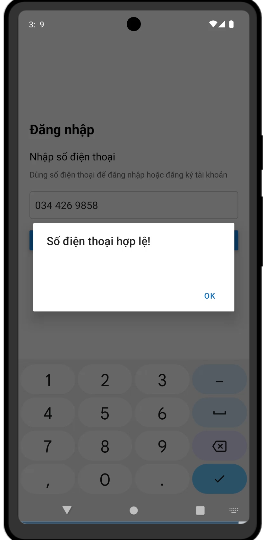 3: 9
Đăng nhập
Nhập số điện thoại
Dùng số điện thoại để đăng nhập hoặc đăng ký tài khoản
034 426 9858
Số điện thoại hợp lệ!
OK
1 2 3 –
4 5 6
7 8 9
, 0 .